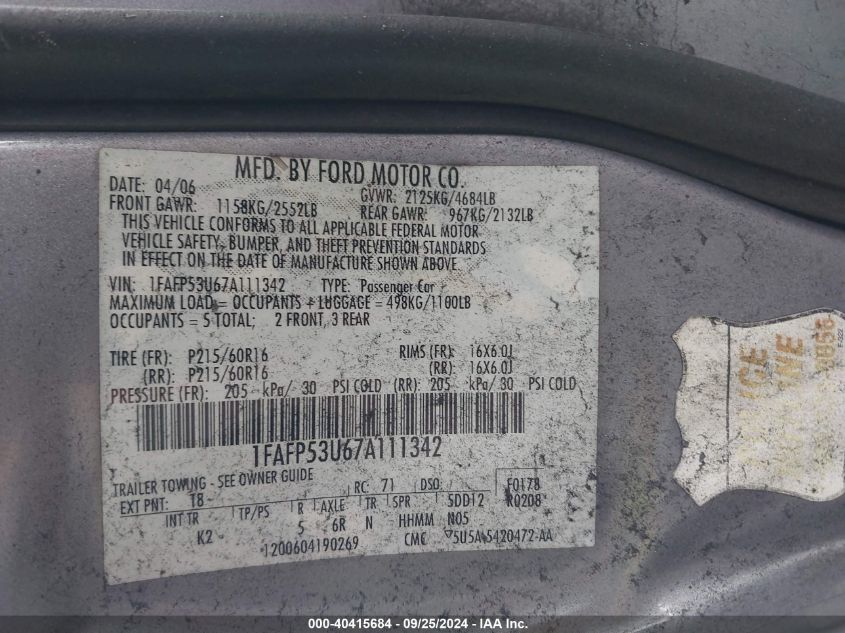 MFD. BY FORD MOTOR CO.
DATE: 04/06 GVWR: 2125KG/4684LB
FRONT GAWR: 1158KG/2552LB REAR GAWR: 967KG/2132LB
THIS VEHICLE CONFORMS TO ALL APPLICABLE FEDERAL MOTOR
VEHICLE SAFETY, BUMPER, AND THEFT PREVENTION STANDARDS
IN EFFECT ON THE DATE OF MANUFACTURE SHOWN ABOVE.
VIN: 1FAFP53U67A111342 TYPE: Passenger Car
MAXIMUM LOAD = OCCUPANTS + LUGGAGE = 498KG/1100LB
OCCUPANTS = 5 TOTAL; 2 FRONT, 3 REAR
TIRE (FR): P215/60R16 RIMS (FR): 16X6.0J
(RR): P215/60R16 (RR): 16X6.0J
PRESSURE (FR): 205 kPa/ 30 PSI COLD (RR): 205 kPa/ 30 PSI COLD
1FAFP53U67A111342
TRAILER TOWING - SEE OWNER GUIDE
RC: 71 DSO: F0178
EXT PNT: T8 R0208
INT TR TP/PS R AXLE TR SPR 5DD12
K2 5 6R N HHMM N05
1200604190269 CMC 5U5A 5420472-AA
000-40415684 - 09/25/2024 - IAA Inc.